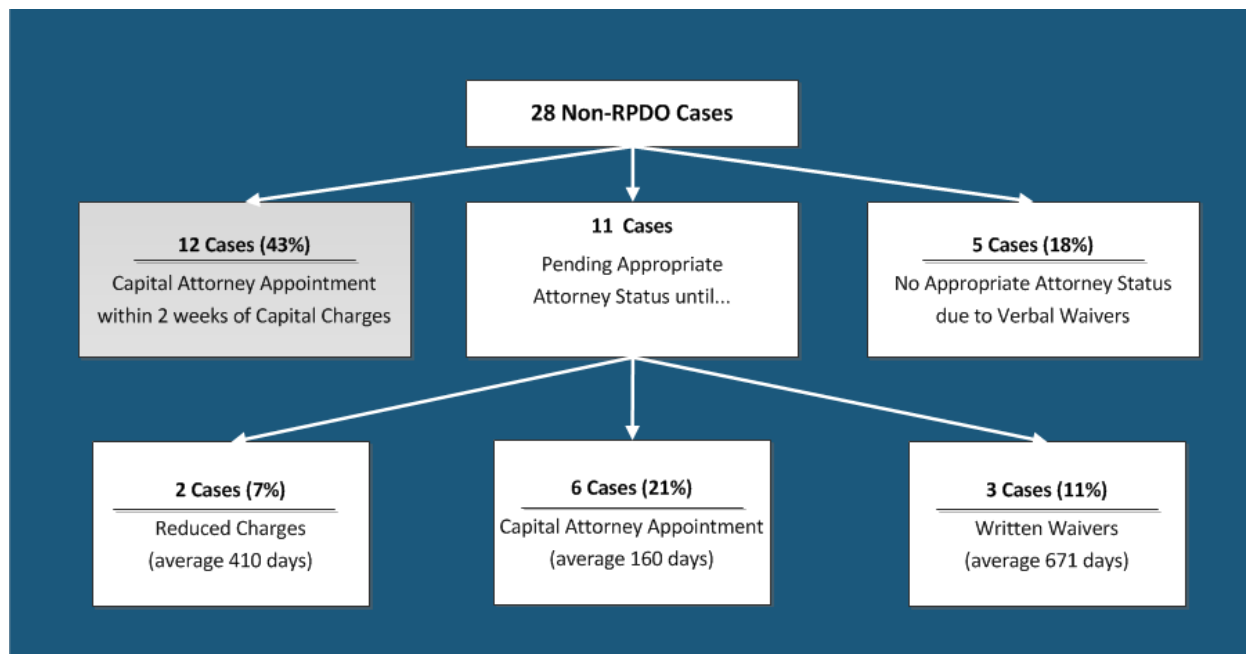 28 Non-RPDO Cases
12 Cases (43%)
Capital Attorney Appointment
within 2 weeks of Capital Charges
11 Cases
Pending Appropriate
Attorney Status until...
5 Cases (18%)
No Appropriate Attorney Status
due to Verbal Waivers
2 Cases (7%)
Reduced Charges
(average 410 days)
6 Cases (21%)
Capital Attorney Appointment
(average 160 days)
3 Cases (11%)
Written Waivers
(average 671 days)